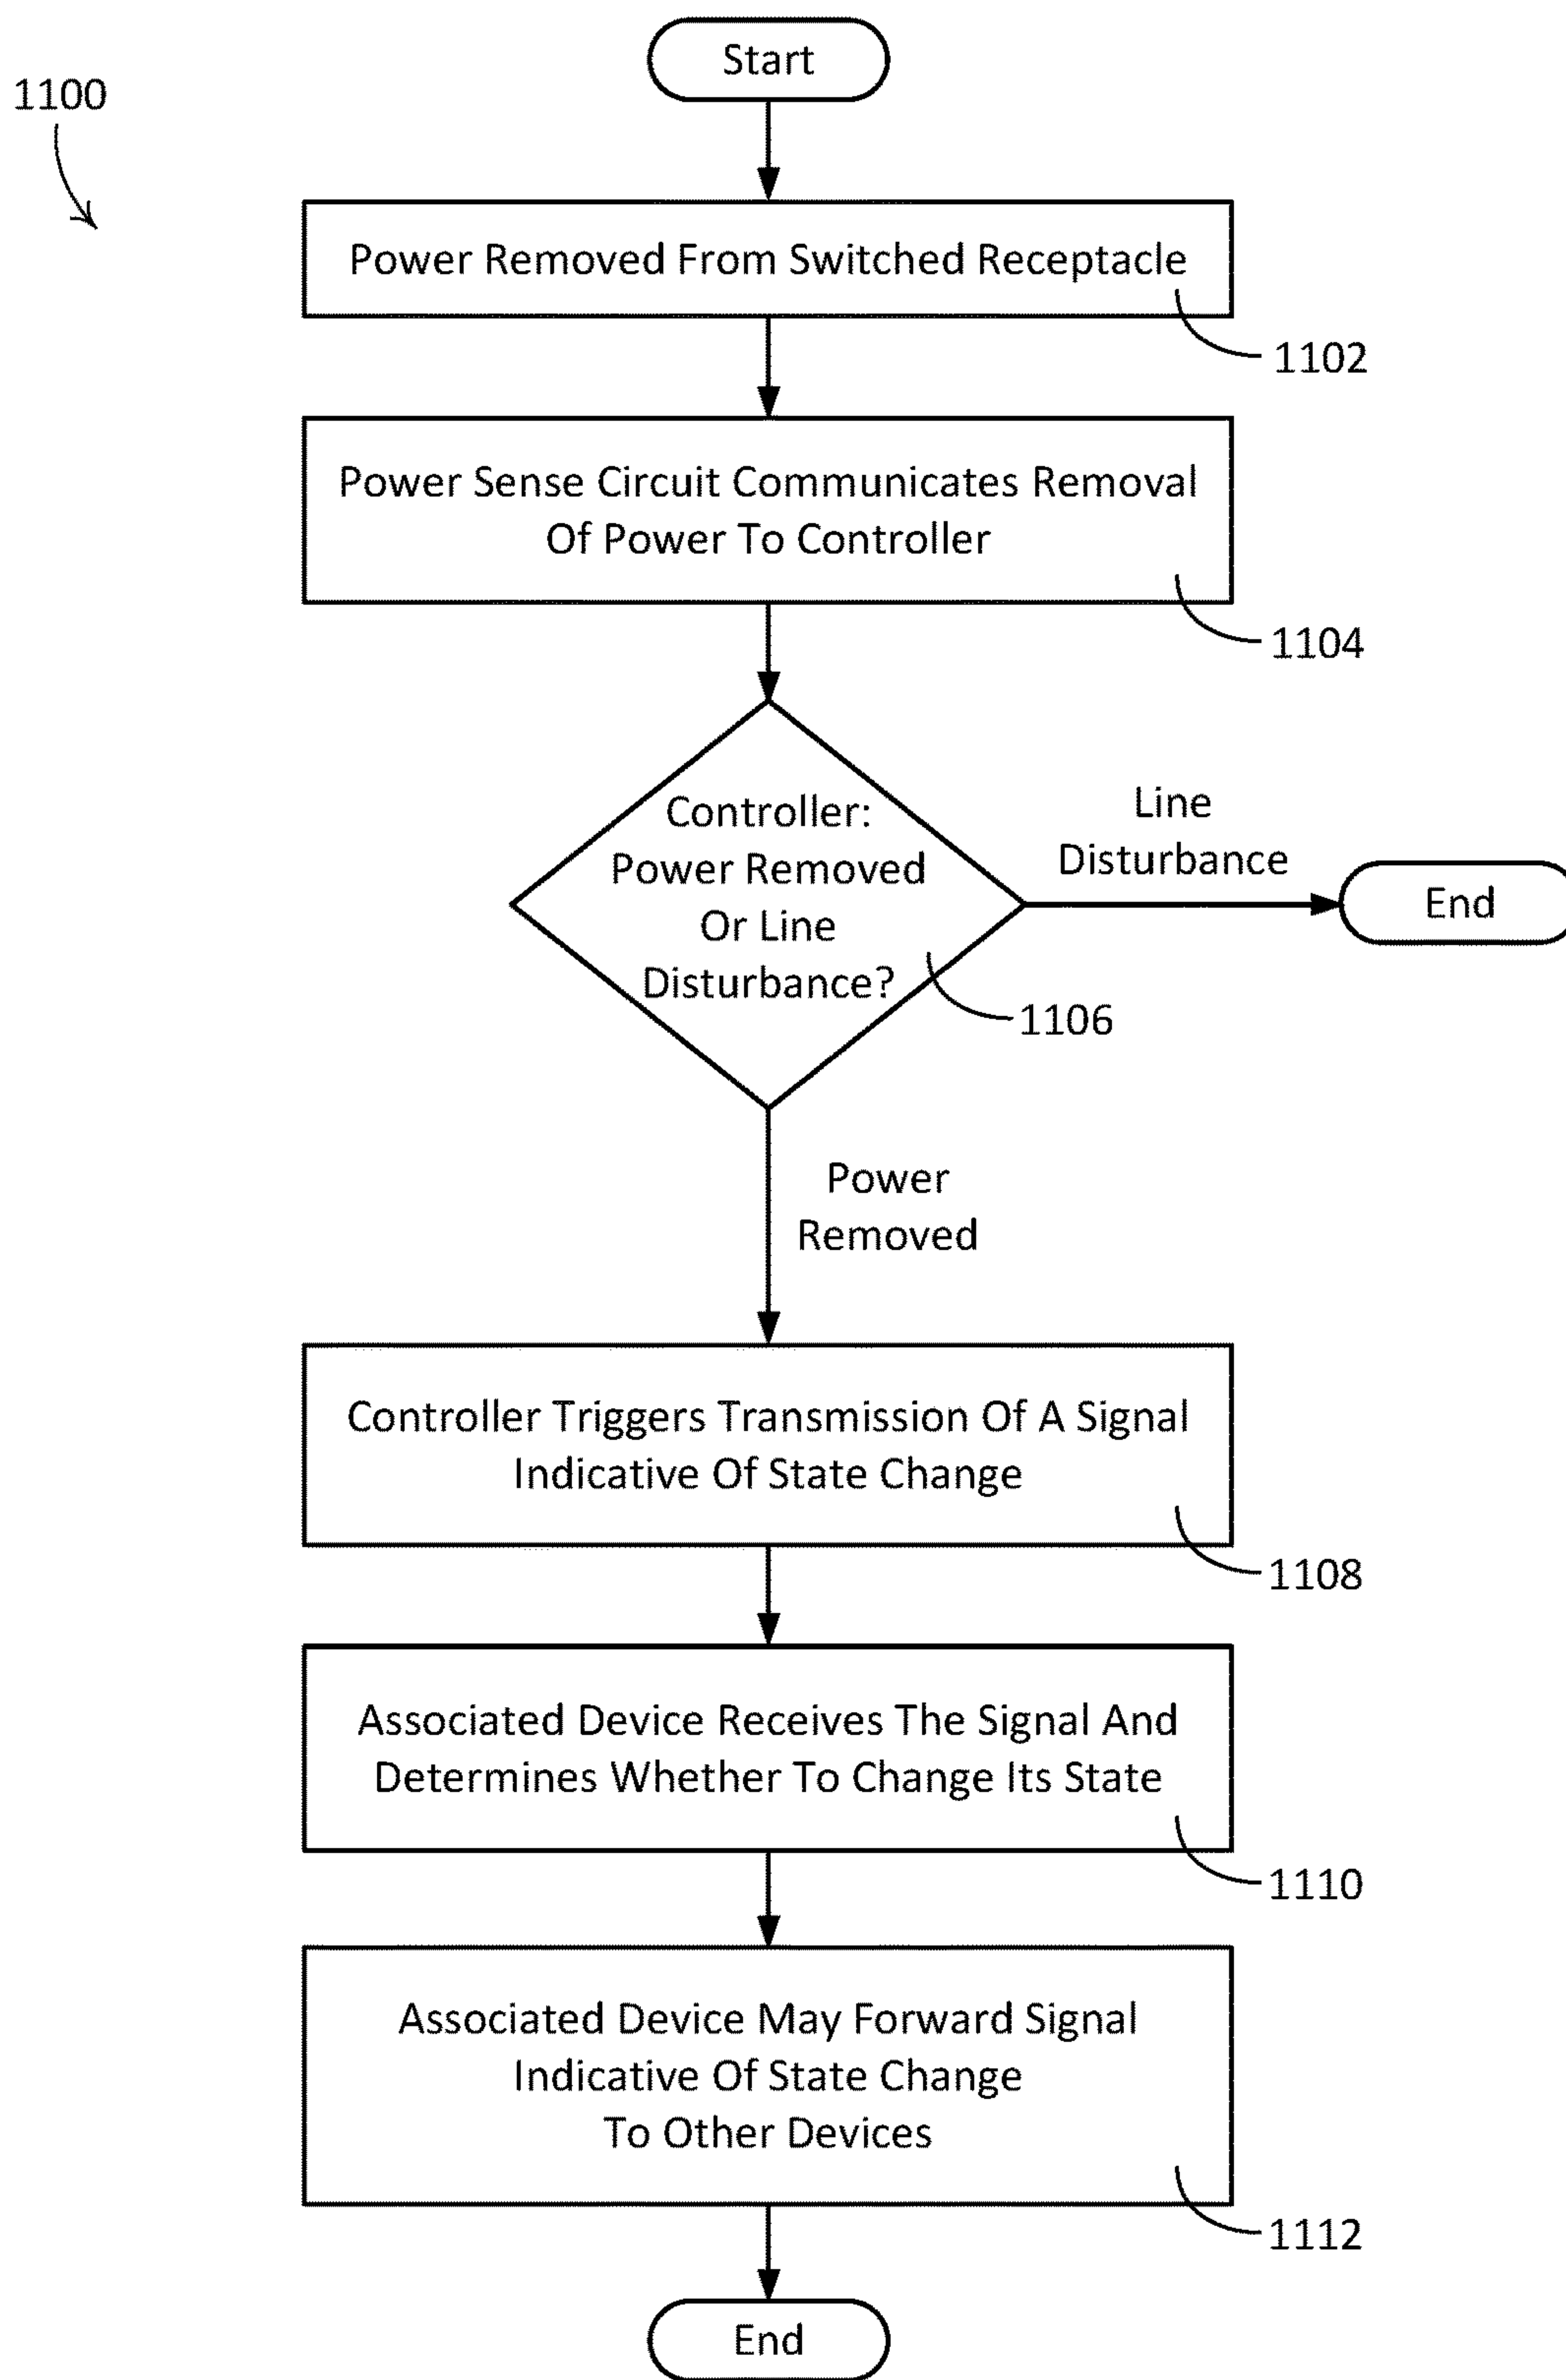 Start
1100
Power Removed From Switched Receptacle
1102
Power Sense Circuit Communicates Removal
Of Power To Controller
1104
Controller:
Power Removed
Or Line
Disturbance?
1106
Line
Disturbance
End
Power
Removed
Controller Triggers Transmission Of A Signal
Indicative Of State Change
1108
Associated Device Receives The Signal And
Determines Whether To Change Its State
1110
Associated Device May Forward Signal
Indicative Of State Change
To Other Devices
1112
End